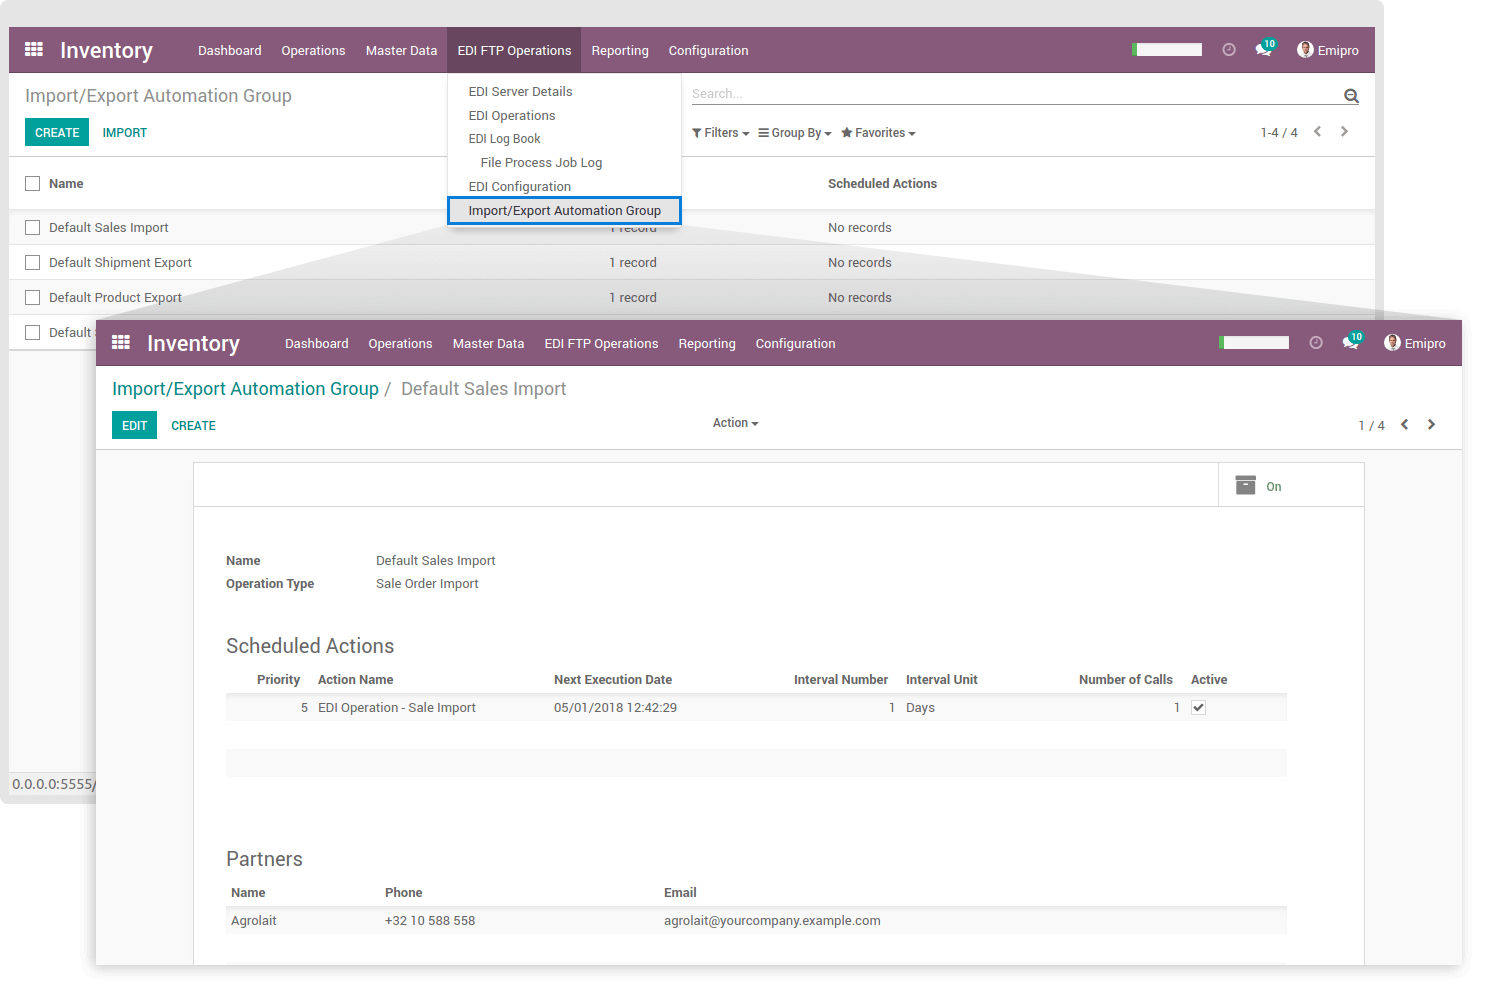 Inventory Dashboard Operations Master Data EDI FTP Operations Reporting Configuration 10 Emipro
Import/Export Automation Group
EDI Server Details
Search...
CREATE IMPORT
EDI Operations
Filters Group By Favorites 1-4 / 4
EDI Log Book
File Process Job Log
Name
EDI Configuration
Scheduled Actions
Import/Export Automation Group
Default Sales Import 1 record No records
Default Shipment Export 1 record No records
Default Product Export 1 record No records
Default
Inventory Dashboard Operations Master Data EDI FTP Operations Reporting Configuration 10 Emipro
Import/Export Automation Group / Default Sales Import
EDIT CREATE Action 1 / 4
On
Name Default Sales Import
Operation Type Sale Order Import
Scheduled Actions
Priority Action Name Next Execution Date Interval Number Interval Unit Number of Calls Active
5 EDI Operation - Sale Import 05/01/2018 12:42:29 1 Days 1
0.0.0.0:5555/
Partners
Name Phone Email
Agrolait +32 10 588 558 agrolait@yourcompany.example.com